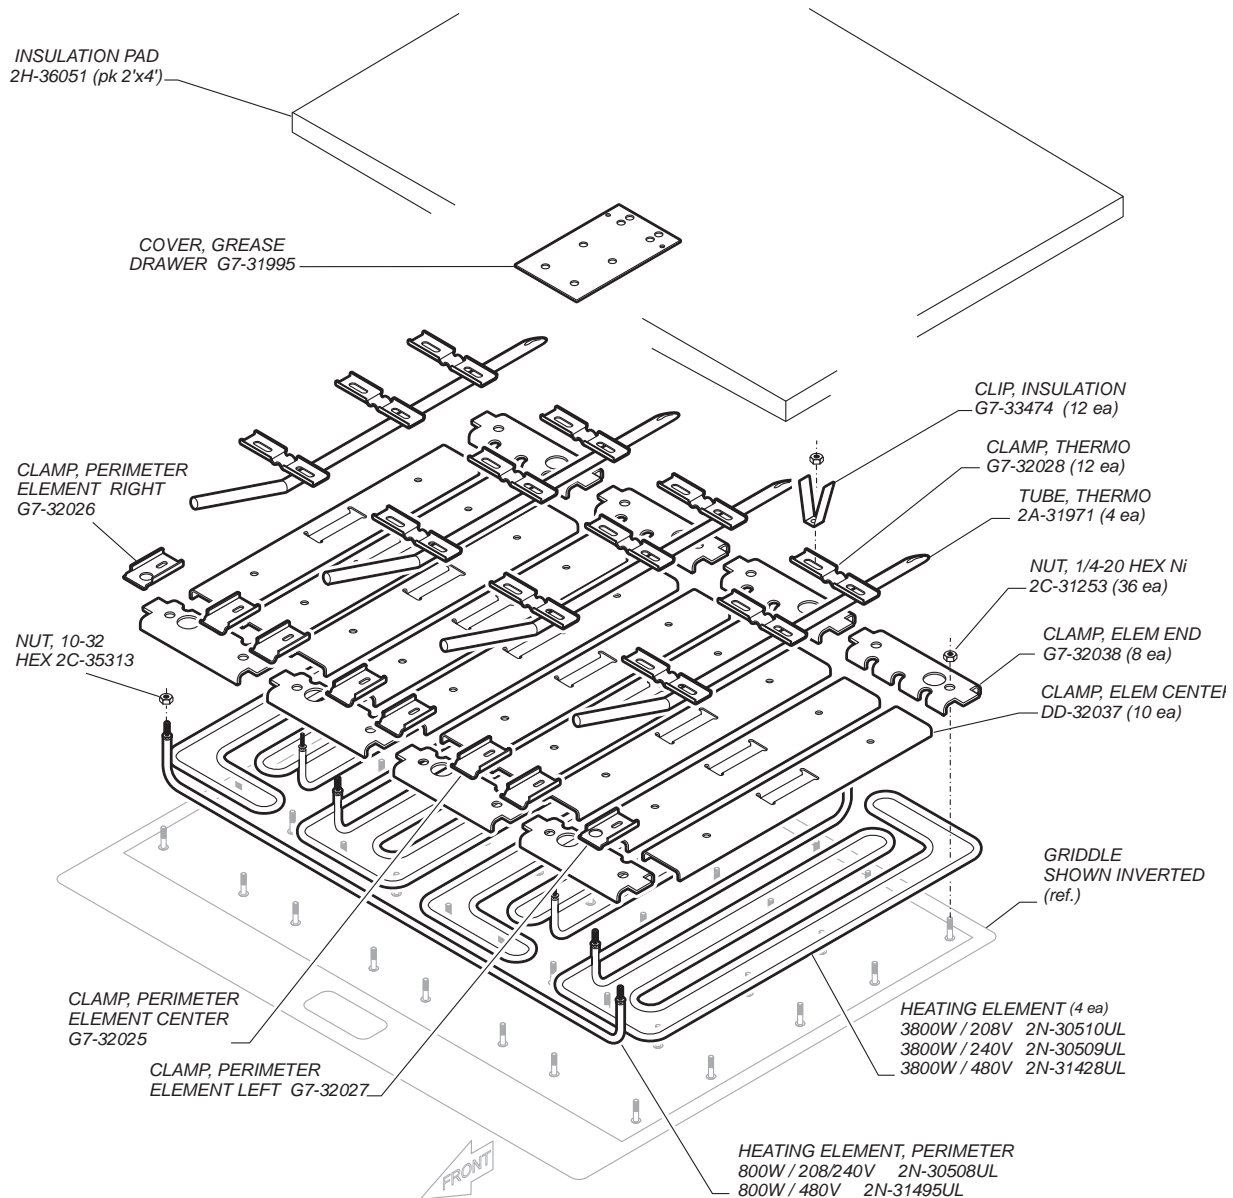 INSULATION PAD
2H-36051 (pk 2'x4')
COVER, GREASE
DRAWER G7-31995
CLIP, INSULATION
G7-33474 (12 ea)
CLAMP, THERMO
G7-32028 (12 ea)
TUBE, THERMO
2A-31971 (4 ea)
NUT, 1/4-20 HEX Ni
2C-31253 (36 ea)
CLAMP, ELEM END
G7-32038 (8 ea)
CLAMP, ELEM CENTER
DD-32037 (10 ea)
CLAMP, PERIMETER
ELEMENT RIGHT
G7-32026
NUT, 10-32
HEX 2C-35313
GRIDDLE
SHOWN INVERTED
(ref.)
CLAMP, PERIMETER
ELEMENT CENTER
G7-32025
CLAMP, PERIMETER
ELEMENT LEFT G7-32027
HEATING ELEMENT (4 ea)
3800W / 208V 2N-30510UL
3800W / 240V 2N-30509UL
3800W / 480V 2N-31428UL
HEATING ELEMENT, PERIMETER
800W / 208/240V 2N-30508UL
800W / 480V 2N-31495UL
FRONT